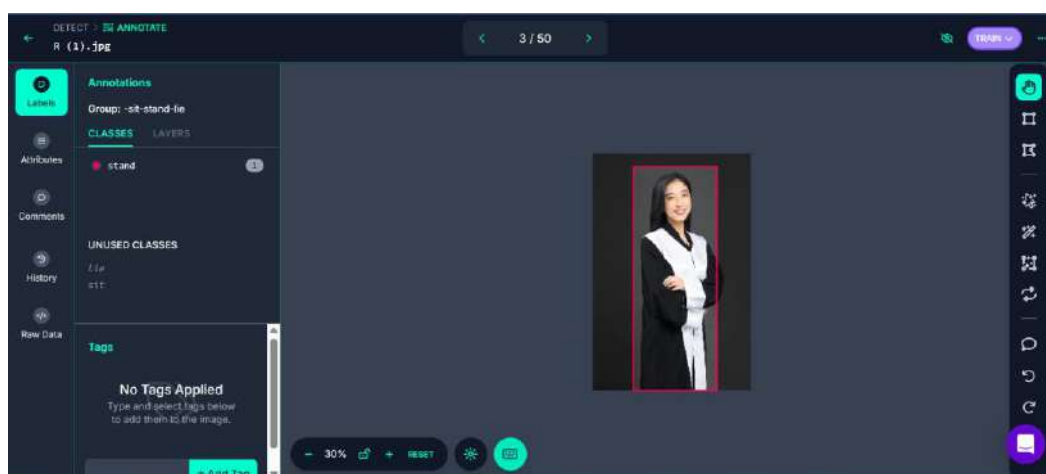 DETECT > ANNOTATE
R (1).jpg
3 / 50
TRAIN
Labels
Attributes
Comments
History
Raw Data
Annotations
Group: -sit-stand-lie
CLASSES LAYERS
stand 1
UNUSED CLASSES
lie
sit
Tags
No Tags Applied
Type and select tags below
to add them to the image.
+ Add Tag
30% + RESET